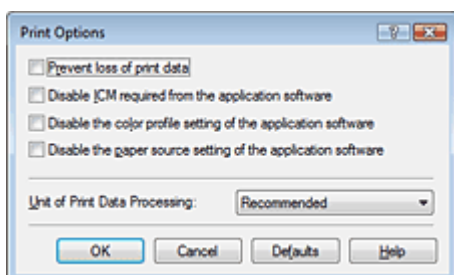 Print Options
Prevent loss of print data
Disable ICM required from the application software
Disable the color profile setting of the application software
Disable the paper source setting of the application software
Unit of Print Data Processing: Recommended
OK Cancel Defaults Help